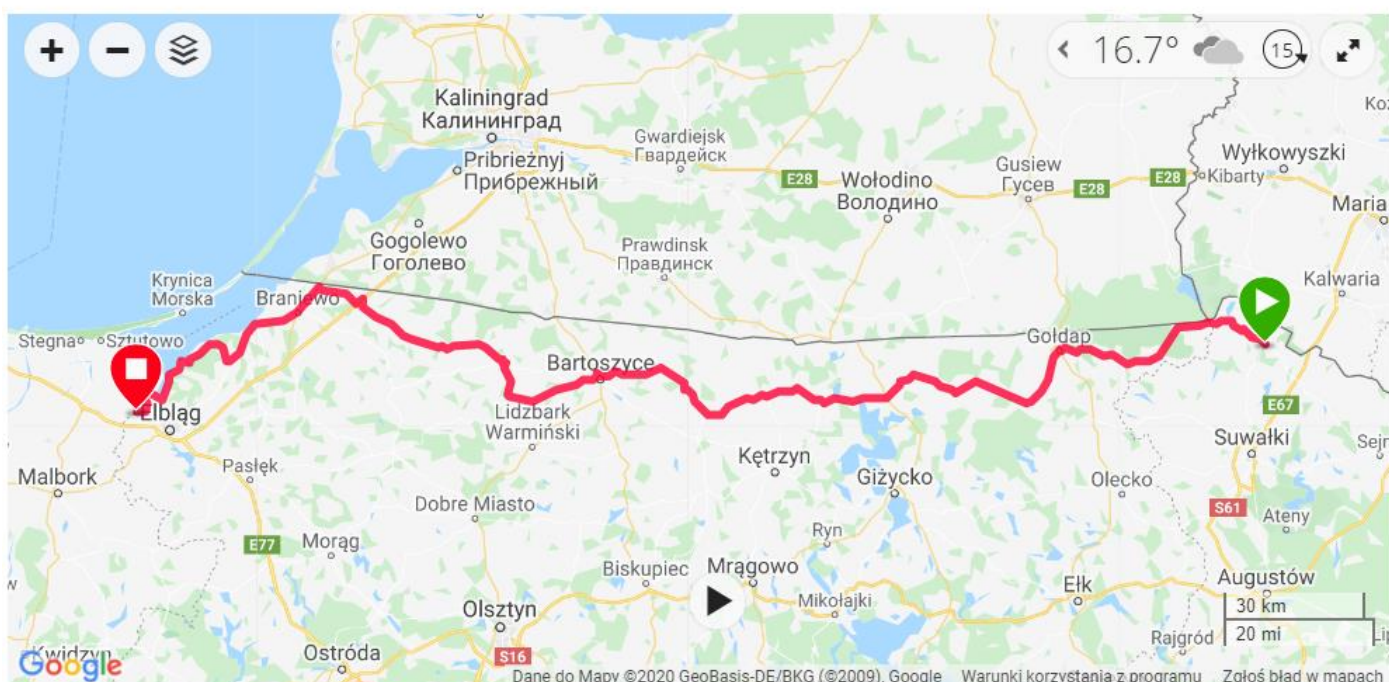 + −
16.7° 15
Kaliningrad
Калининград
Pribrieżnyj
Прибрежный
Gwardiejsk
Гвардейск
E28
Wołodino
Володино
Gusiew
Гусев
E28
E28
Wyłkowyszki
Kibarty
Maria
Kalwaria
Gogolewo
Гоголево
Prawdinsk
Правдинск
Krynica
Morska
Braniewo
Stegna
Sztutowo
Elbląg
Malbork
Pasłęk
Bartoszyce
Lidzbark
Warmiński
Gołdap
E67
Suwałki
Sejn
Kętrzyn
Giżycko
Olecko
Dobre Miasto
S61
Ateny
E77
Morąg
Ryn
Biskupiec
Mrągowo
Mikołajki
Ełk
Augustów
30 km
20 mi
Olsztyn
Rajgród
Kwidzyn
Ostróda
S16
Google
Dane do Mapy ©2020 GeoBasis-DE/BKG (©2009), Google Warunki korzystania z programu Zgłoś błąd w mapach